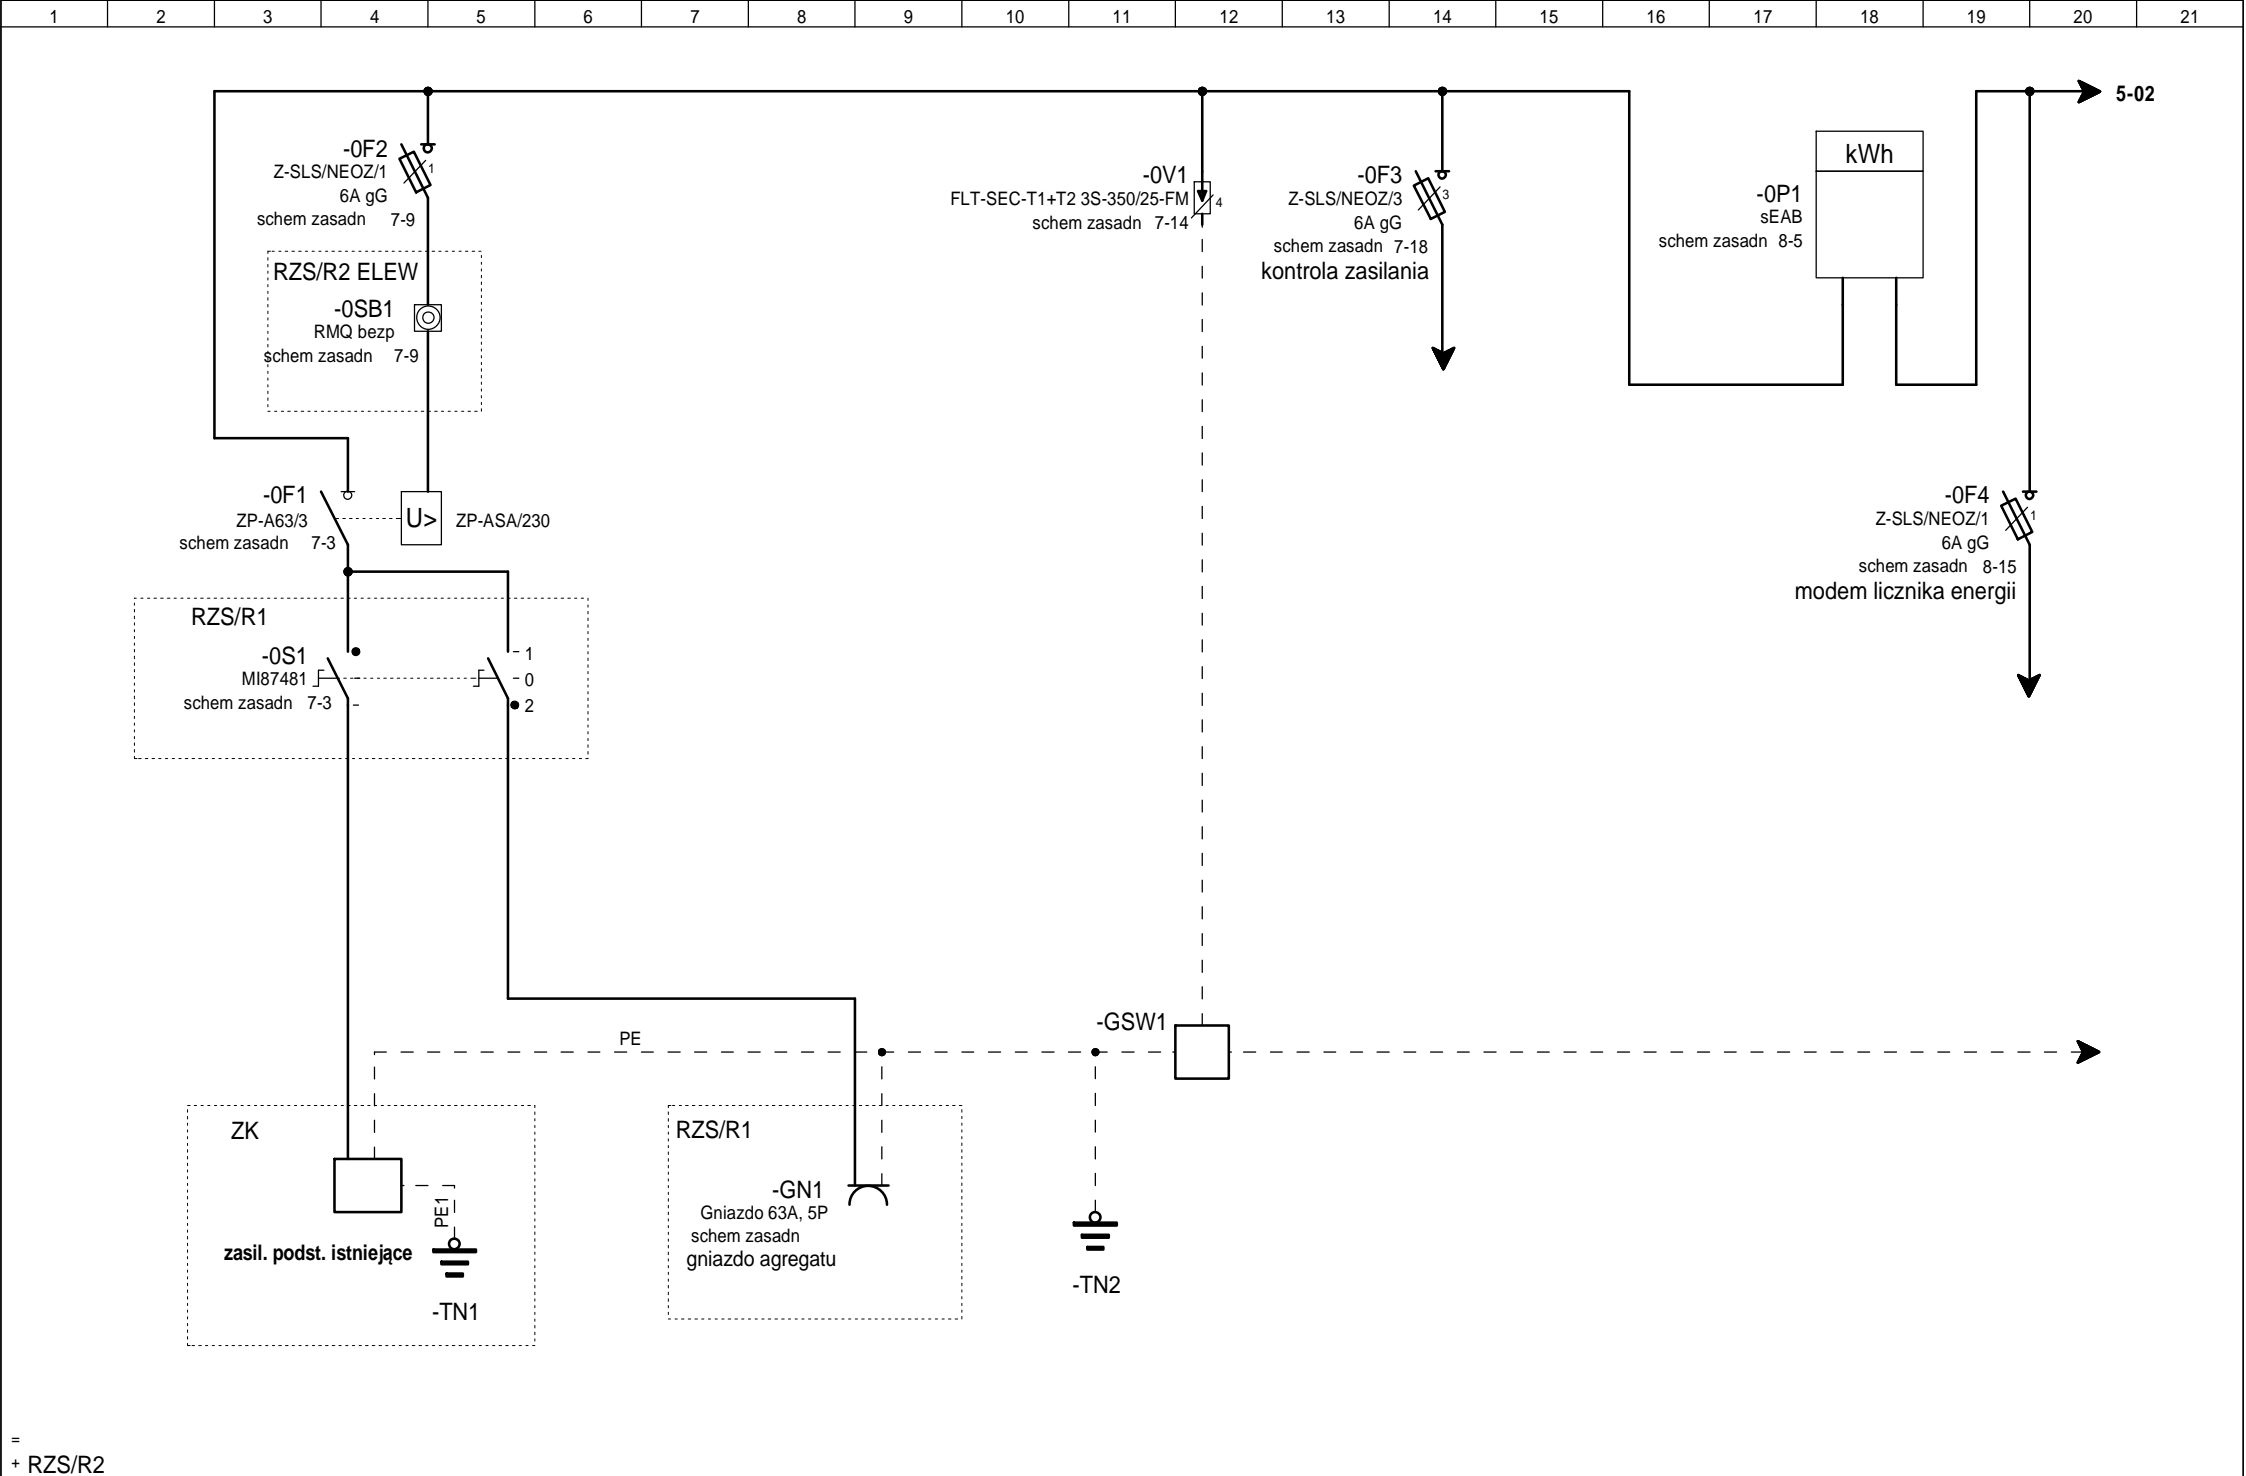 1 2 3 4 5 6 7 8 9 10 11 12 13 14 15 16 17 18 19 20 21
5-02
-0F2
Z-SLS/NEOZ/1
6A gG
schem zasadn 7-9
1
RZS/R2 ELEW
-0SB1
RMQ bezp
schem zasadn 7-9
-0V1
FLT-SEC-T1+T2 3S-350/25-FM
schem zasadn 7-14
4
-0F3
Z-SLS/NEOZ/3
6A gG
schem zasadn 7-18
kontrola zasilania
3
kWh
-0P1
sEAB
schem zasadn 8-5
-0F1
ZP-A63/3
schem zasadn 7-3
U>
ZP-ASA/230
-0F4
Z-SLS/NEOZ/1
6A gG
schem zasadn 8-15
modem licznika energii
1
RZS/R1
-0S1
MI87481
schem zasadn 7-3
1
0
2
PE
-GSW1
ZK
PE1
zasil. podst. istniejące
-TN1
RZS/R1
-GN1
Gniazdo 63A, 5P
schem zasadn
gniazdo agregatu
-TN2
=
+ RZS/R2